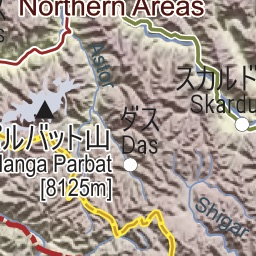 Northern Areas
Astor
スカルド
Skardu
ダス
Das
ルバット山
Nanga Parbat
[8125m]
Shigar